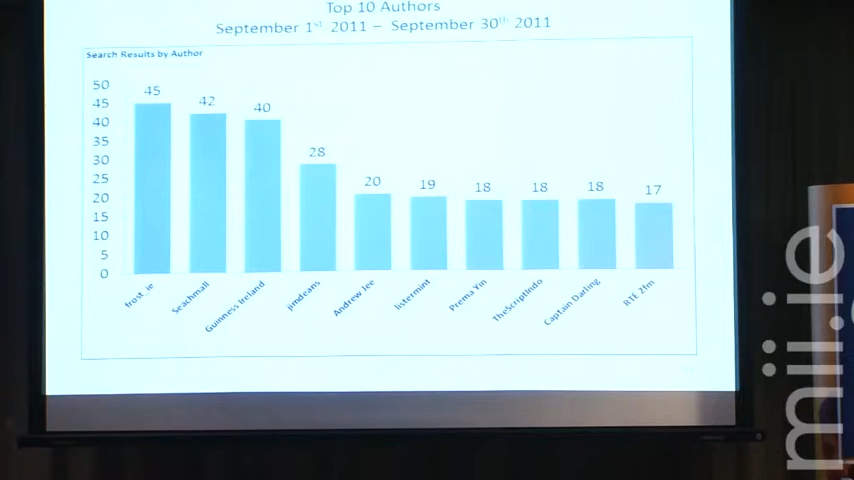 Top 10 Authors
September 1st 2011 – September 30th 2011
Search Results by Author
50
45
40
35
30
25
20
15
10
5
0
45
42
40
28
20
19
18
18
18
17
frost_ie
Seachmall
Guinness Ireland
jimdeans
Andrew lee
listermint
Prema Yin
TheScriptIndo
Captain Darling
RTE 2fm
mii.ie